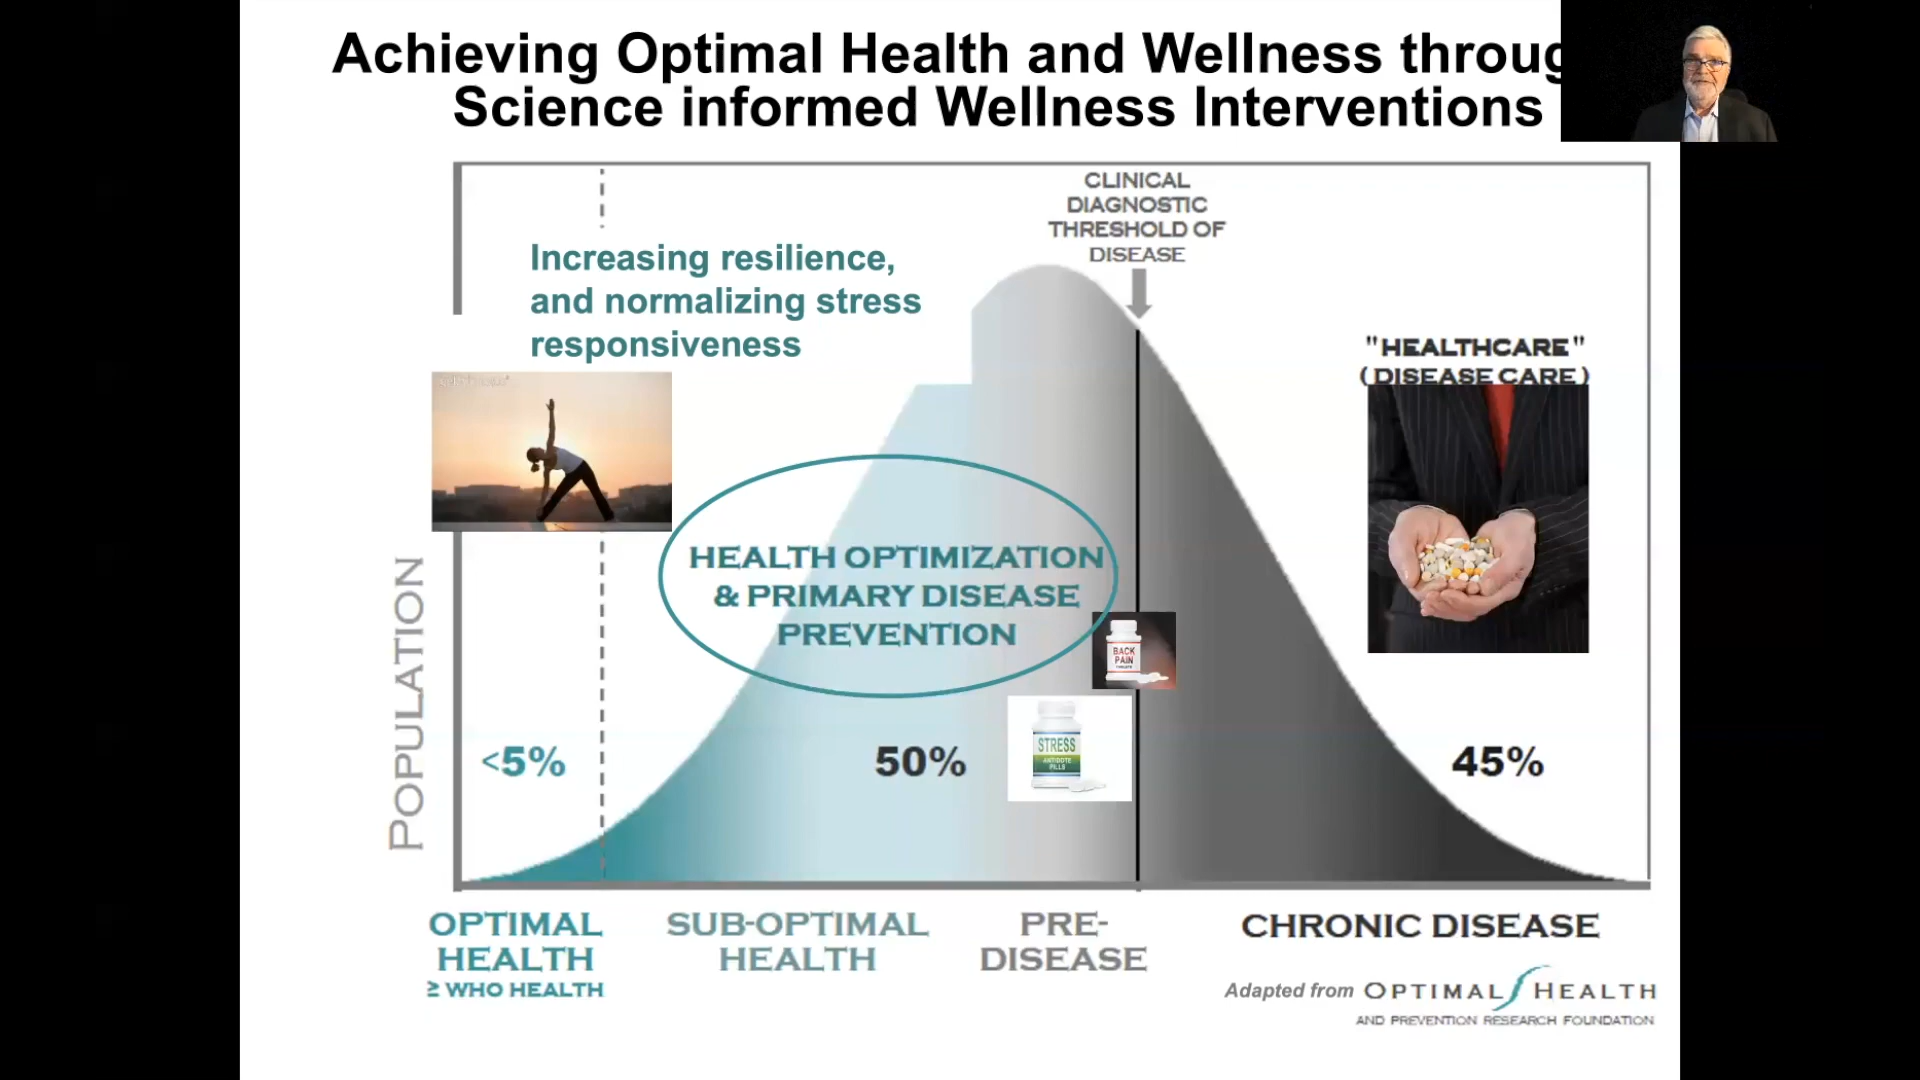 Achieving Optimal Health and Wellness throug
Science informed Wellness Interventions
CLINICAL
DIAGNOSTIC
THRESHOLD OF
DISEASE
Increasing resilience,
and normalizing stress
responsiveness
"HEALTHCARE"
(DISEASE CARE)
HEALTH OPTIMIZATION
& PRIMARY DISEASE
PREVENTION
BACK
PAIN
STRESS
ANTIDOTE
PILLS
POPULATION
<5%
50%
45%
OPTIMAL
HEALTH
≥ WHO HEALTH
SUB-OPTIMAL
HEALTH
PRE-
DISEASE
CHRONIC DISEASE
Adapted from OPTIMAL HEALTH
AND PREVENTION RESEARCH FOUNDATION